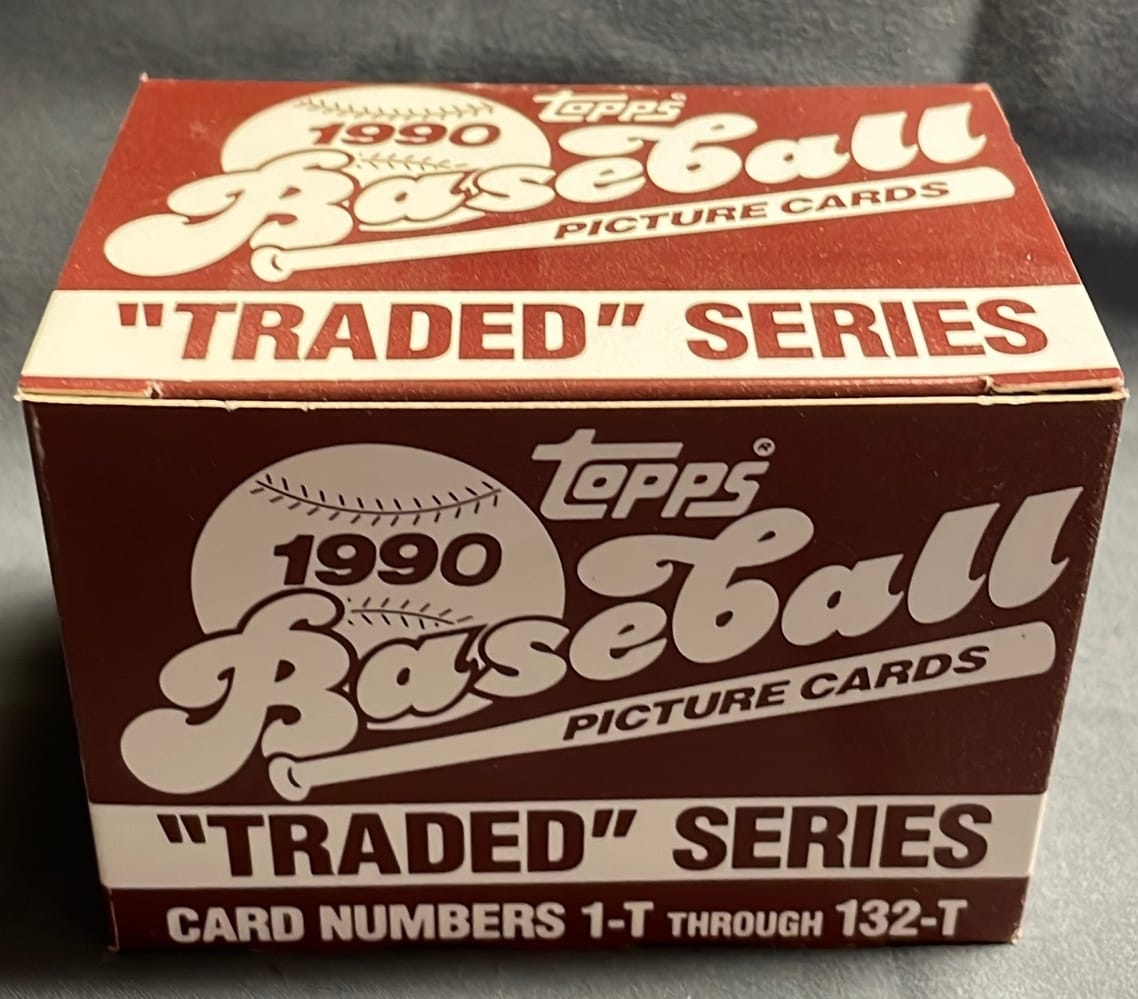 topps®
1990
Baseball
PICTURE CARDS
"TRADED" SERIES
topps®
1990
Baseball
PICTURE CARDS
"TRADED" SERIES
CARD NUMBERS 1-T THROUGH 132-T